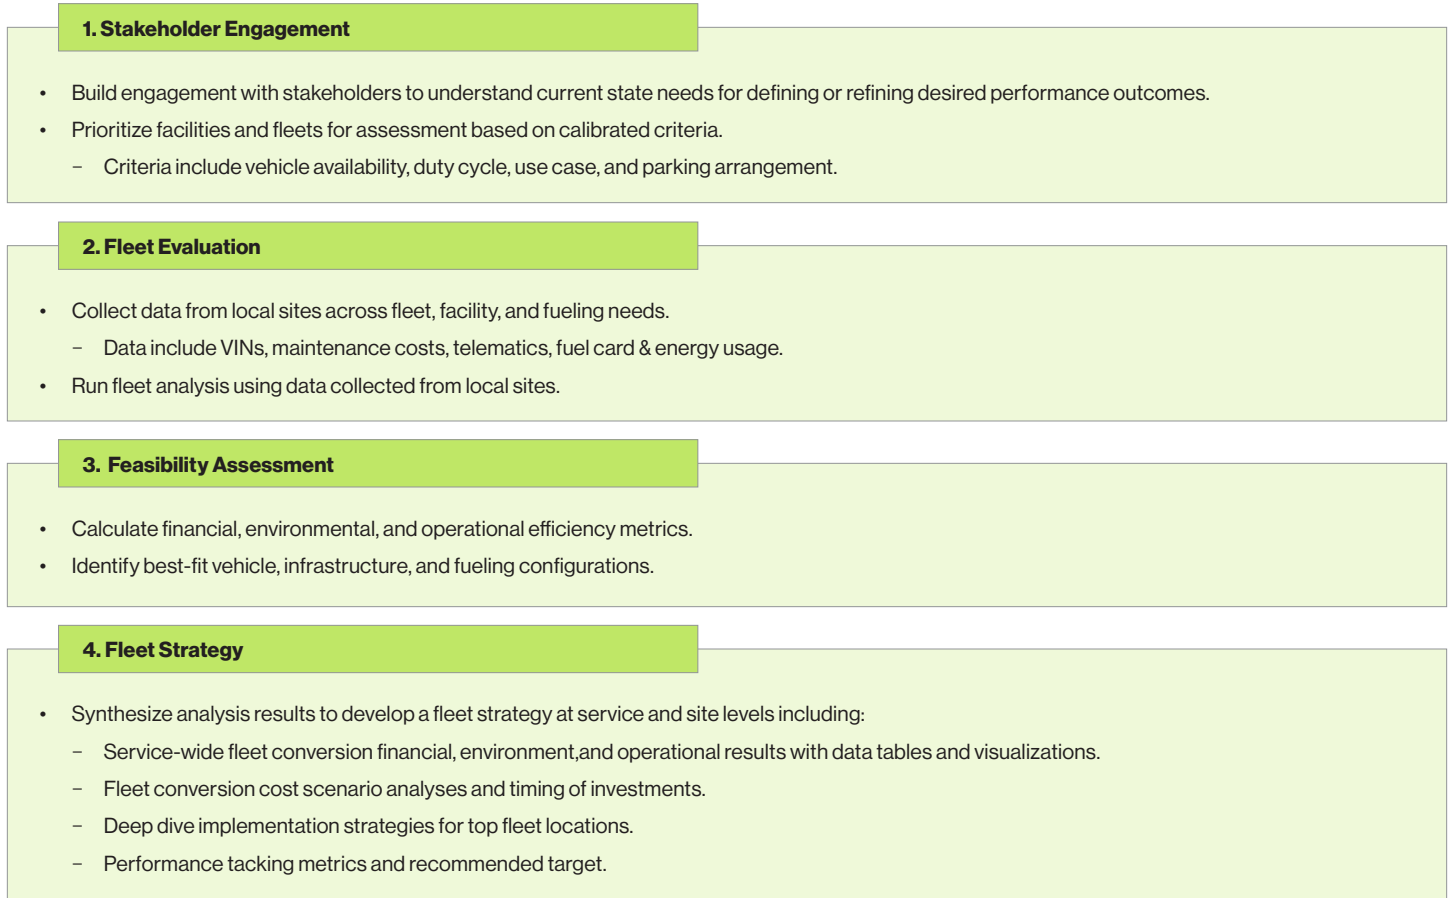 1. Stakeholder Engagement
• Build engagement with stakeholders to understand current state needs for defining or refining desired performance outcomes.
• Prioritize facilities and fleets for assessment based on calibrated criteria.
– Criteria include vehicle availability, duty cycle, use case, and parking arrangement.
2. Fleet Evaluation
• Collect data from local sites across fleet, facility, and fueling needs.
– Data include VINs, maintenance costs, telematics, fuel card & energy usage.
• Run fleet analysis using data collected from local sites.
3. Feasibility Assessment
• Calculate financial, environmental, and operational efficiency metrics.
• Identify best-fit vehicle, infrastructure, and fueling configurations.
4. Fleet Strategy
• Synthesize analysis results to develop a fleet strategy at service and site levels including:
– Service-wide fleet conversion financial, environment,and operational results with data tables and visualizations.
– Fleet conversion cost scenario analyses and timing of investments.
– Deep dive implementation strategies for top fleet locations.
– Performance tacking metrics and recommended target.